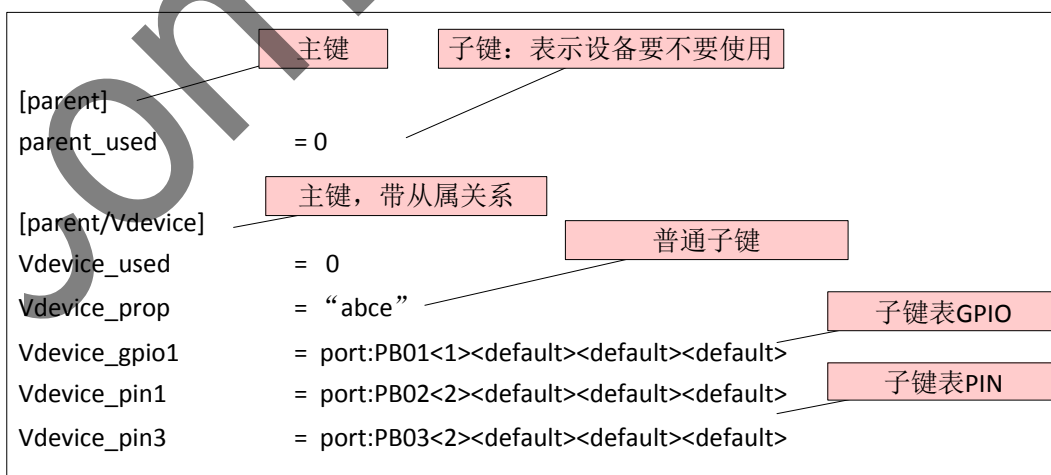 主键
子键：表示设备要不要使用
[parent]
parent_used = 0
主键，带从属关系
[parent/Vdevice]
普通子键
Vdevice_used = 0
Vdevice_prop = “abce”
子键表GPIO
Vdevice_gpio1 = port:PB01<1><default><default><default>
子键表PIN
Vdevice_pin1 = port:PB02<2><default><default><default>
Vdevice_pin3 = port:PB03<2><default><default><default>